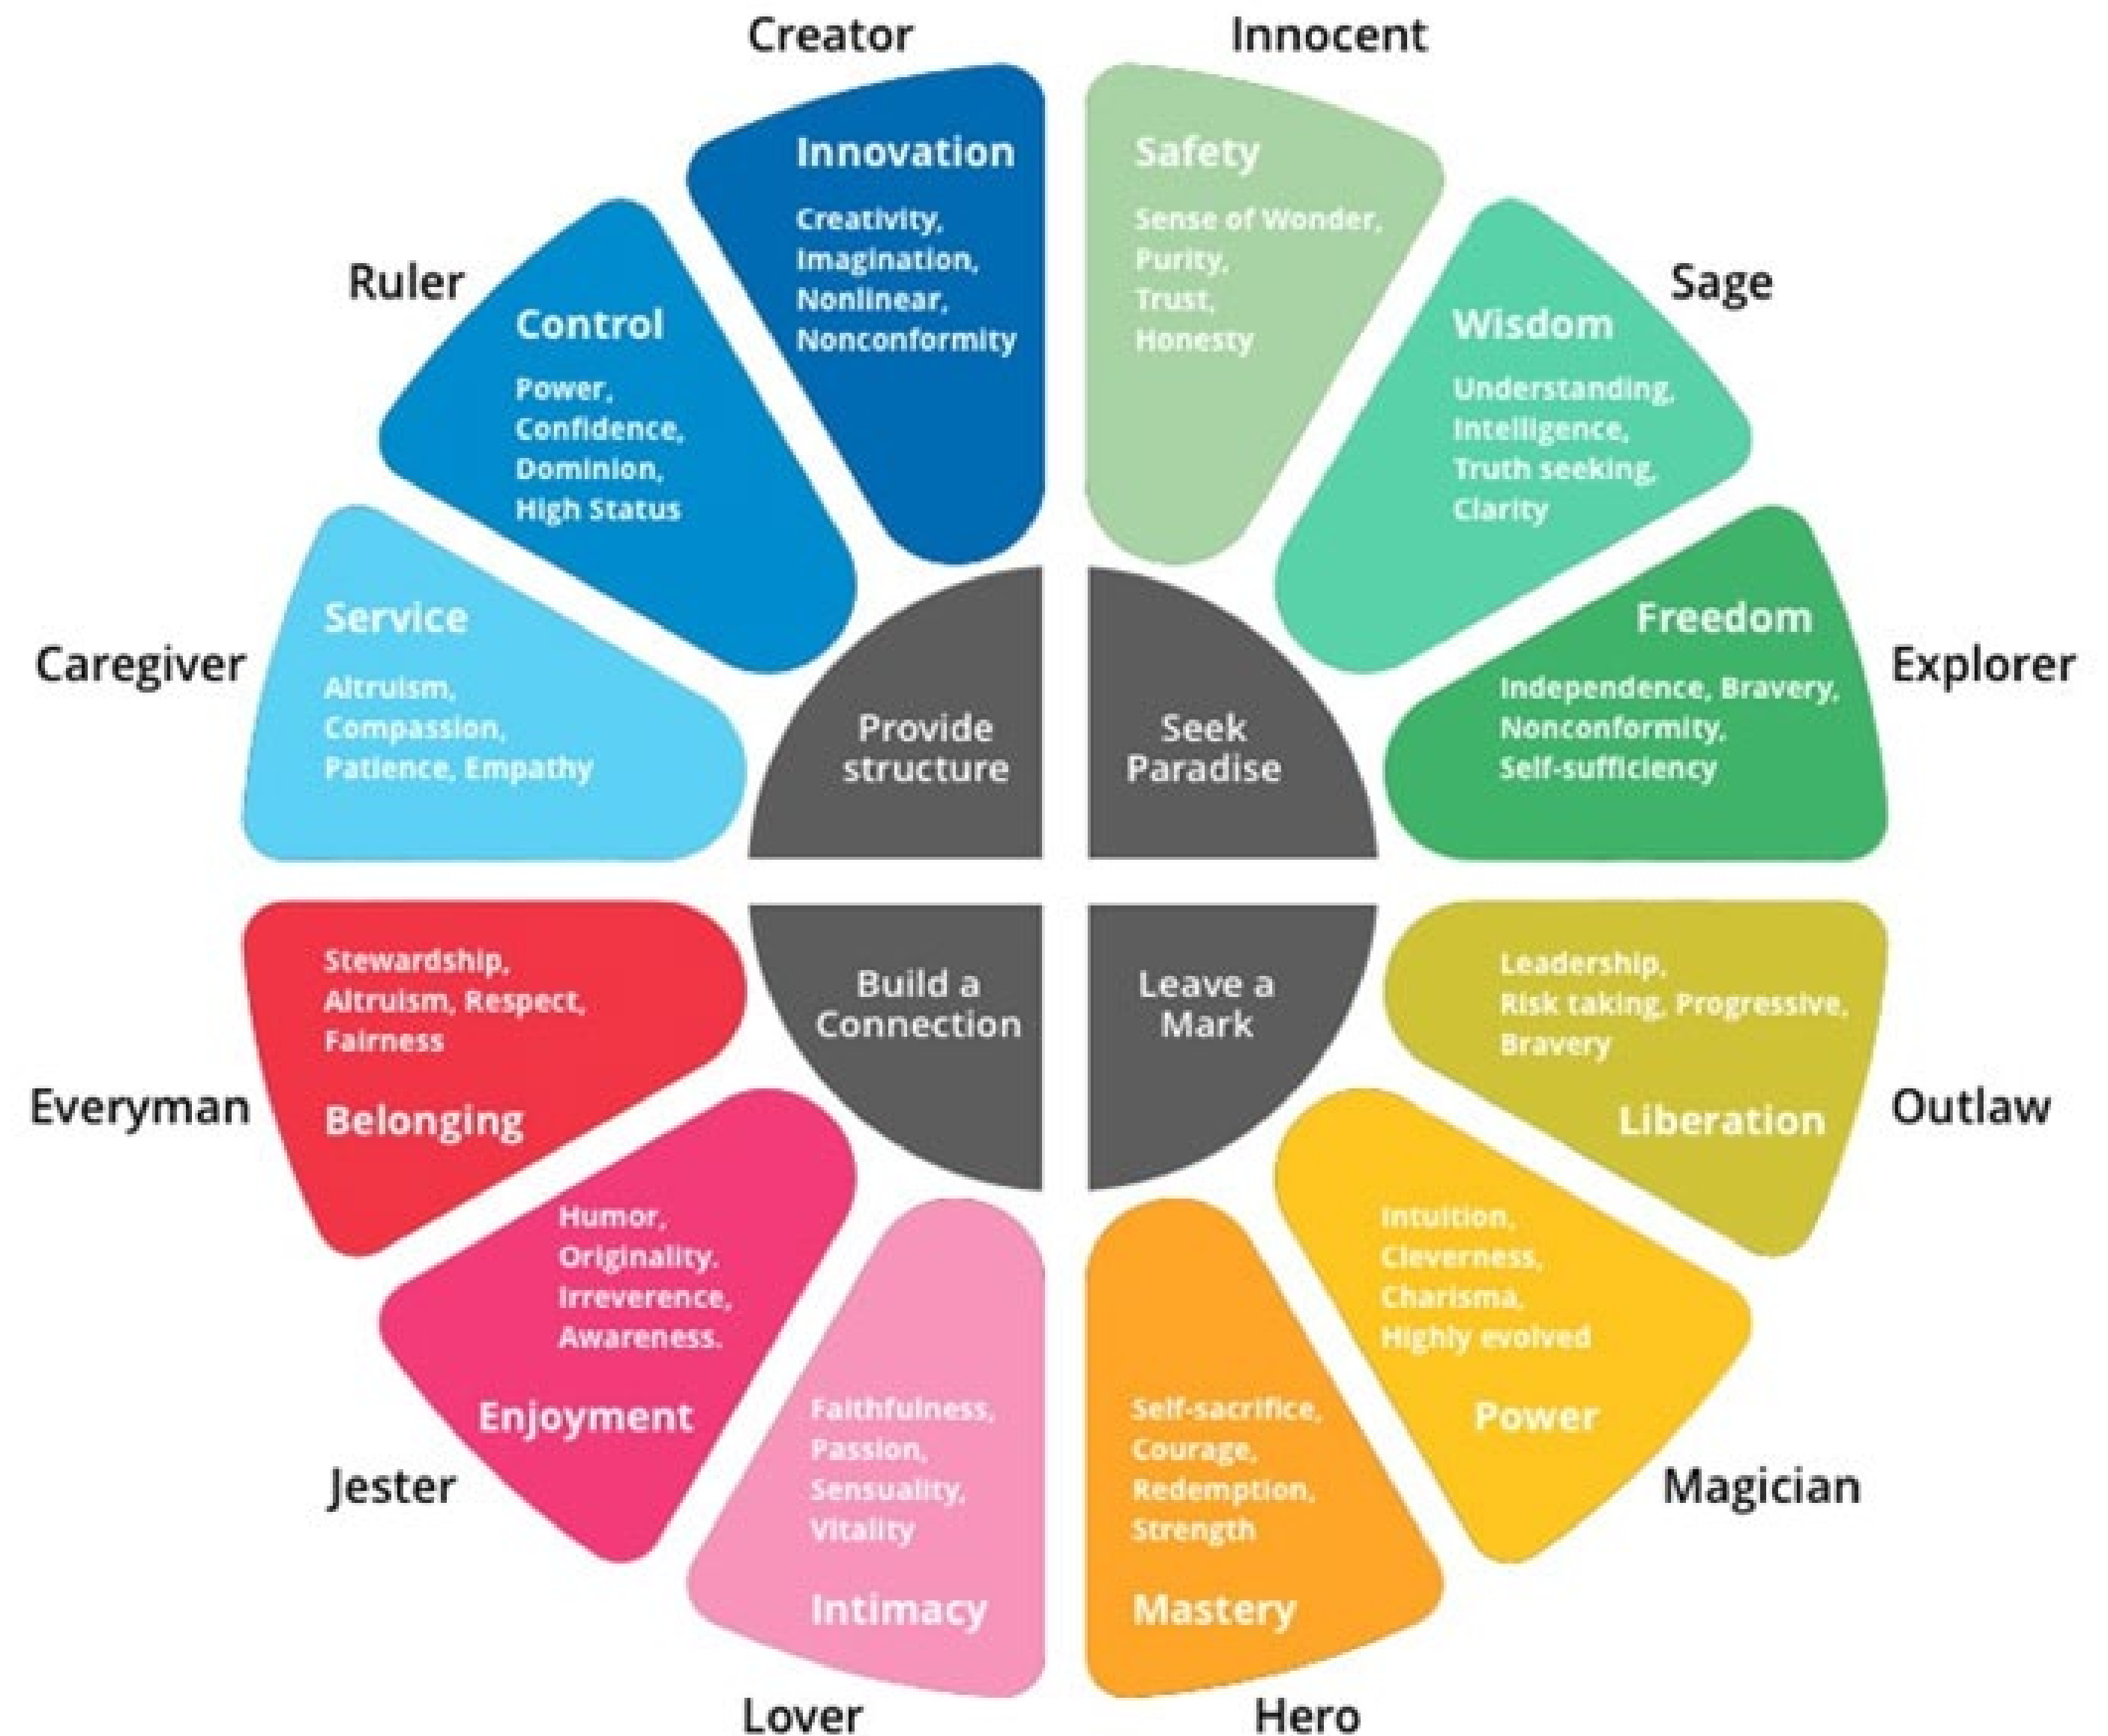 Creator
Innocent
Innovation
Creativity,
Imagination,
Nonlinear,
Nonconformity
Safety
Sense of Wonder,
Purity,
Trust,
Honesty
Ruler
Control
Power,
Confidence,
Dominion,
High Status
Sage
Wisdom
Understanding,
Intelligence,
Truth seeking,
Clarity
Caregiver
Service
Altruism,
Compassion,
Patience, Empathy
Explorer
Freedom
Independence, Bravery,
Nonconformity,
Self-sufficiency
Provide
structure
Seek
Paradise
Build a
Connection
Leave a
Mark
Stewardship,
Altruism, Respect,
Fairness
Belonging
Everyman
Leadership,
Risk taking, Progressive,
Bravery
Liberation
Outlaw
Humor,
Originality.
Irreverence,
Awareness.
Enjoyment
Jester
Intuition,
Cleverness,
Charisma,
Highly evolved
Power
Magician
Faithfulness,
Passion,
Sensuality,
Vitality
Intimacy
Lover
Self-sacrifice,
Courage,
Redemption,
Strength
Mastery
Hero